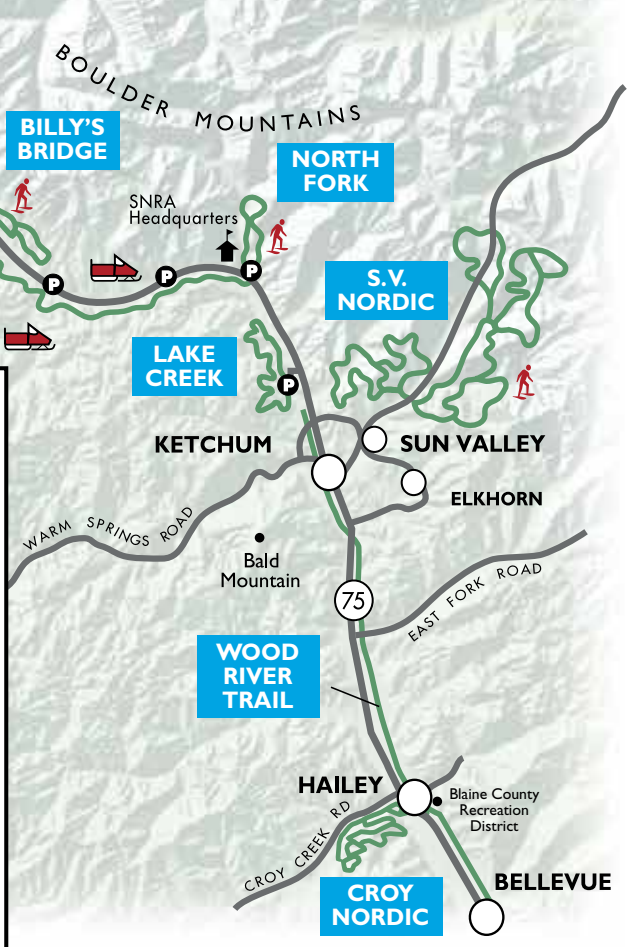 BOULDER MOUNTAINS
BILLY'S
BRIDGE
NORTH
FORK
SNRA
Headquarters
P
P
P
S.V.
NORDIC
LAKE
CREEK
P
KETCHUM
SUN VALLEY
ELKHORN
WARM SPRINGS ROAD
Bald
Mountain
75
EAST FORK ROAD
WOOD
RIVER
TRAIL
HAILEY
Blaine County
Recreation
District
CROY CREEK RD
CROY
NORDIC
BELLEVUE